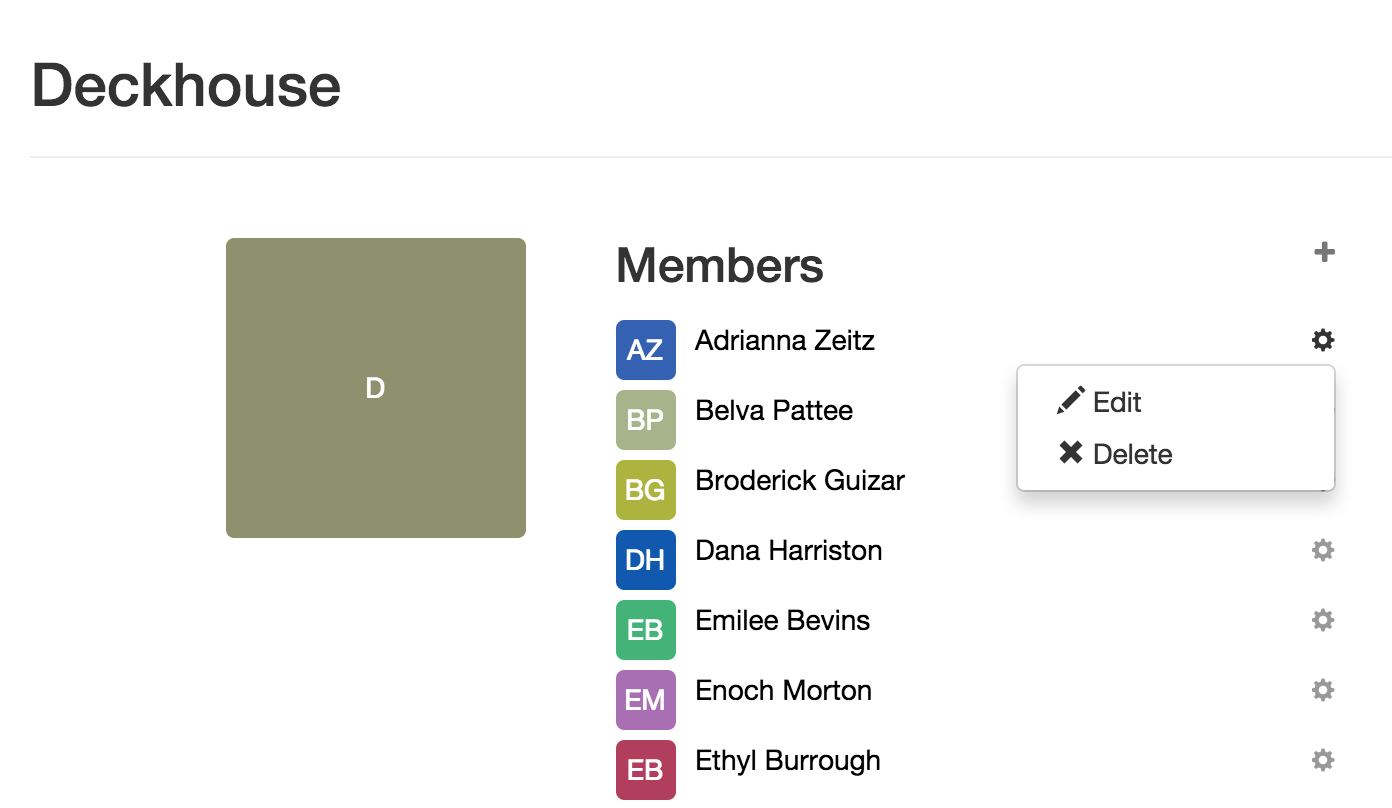 Deckhouse
D
Members
AZ Adrianna Zeitz
Edit
BP Belva Pattee
Delete
BG Broderick Guizar
DH Dana Harriston
EB Emilee Bevins
EM Enoch Morton
EB Ethyl Burrough